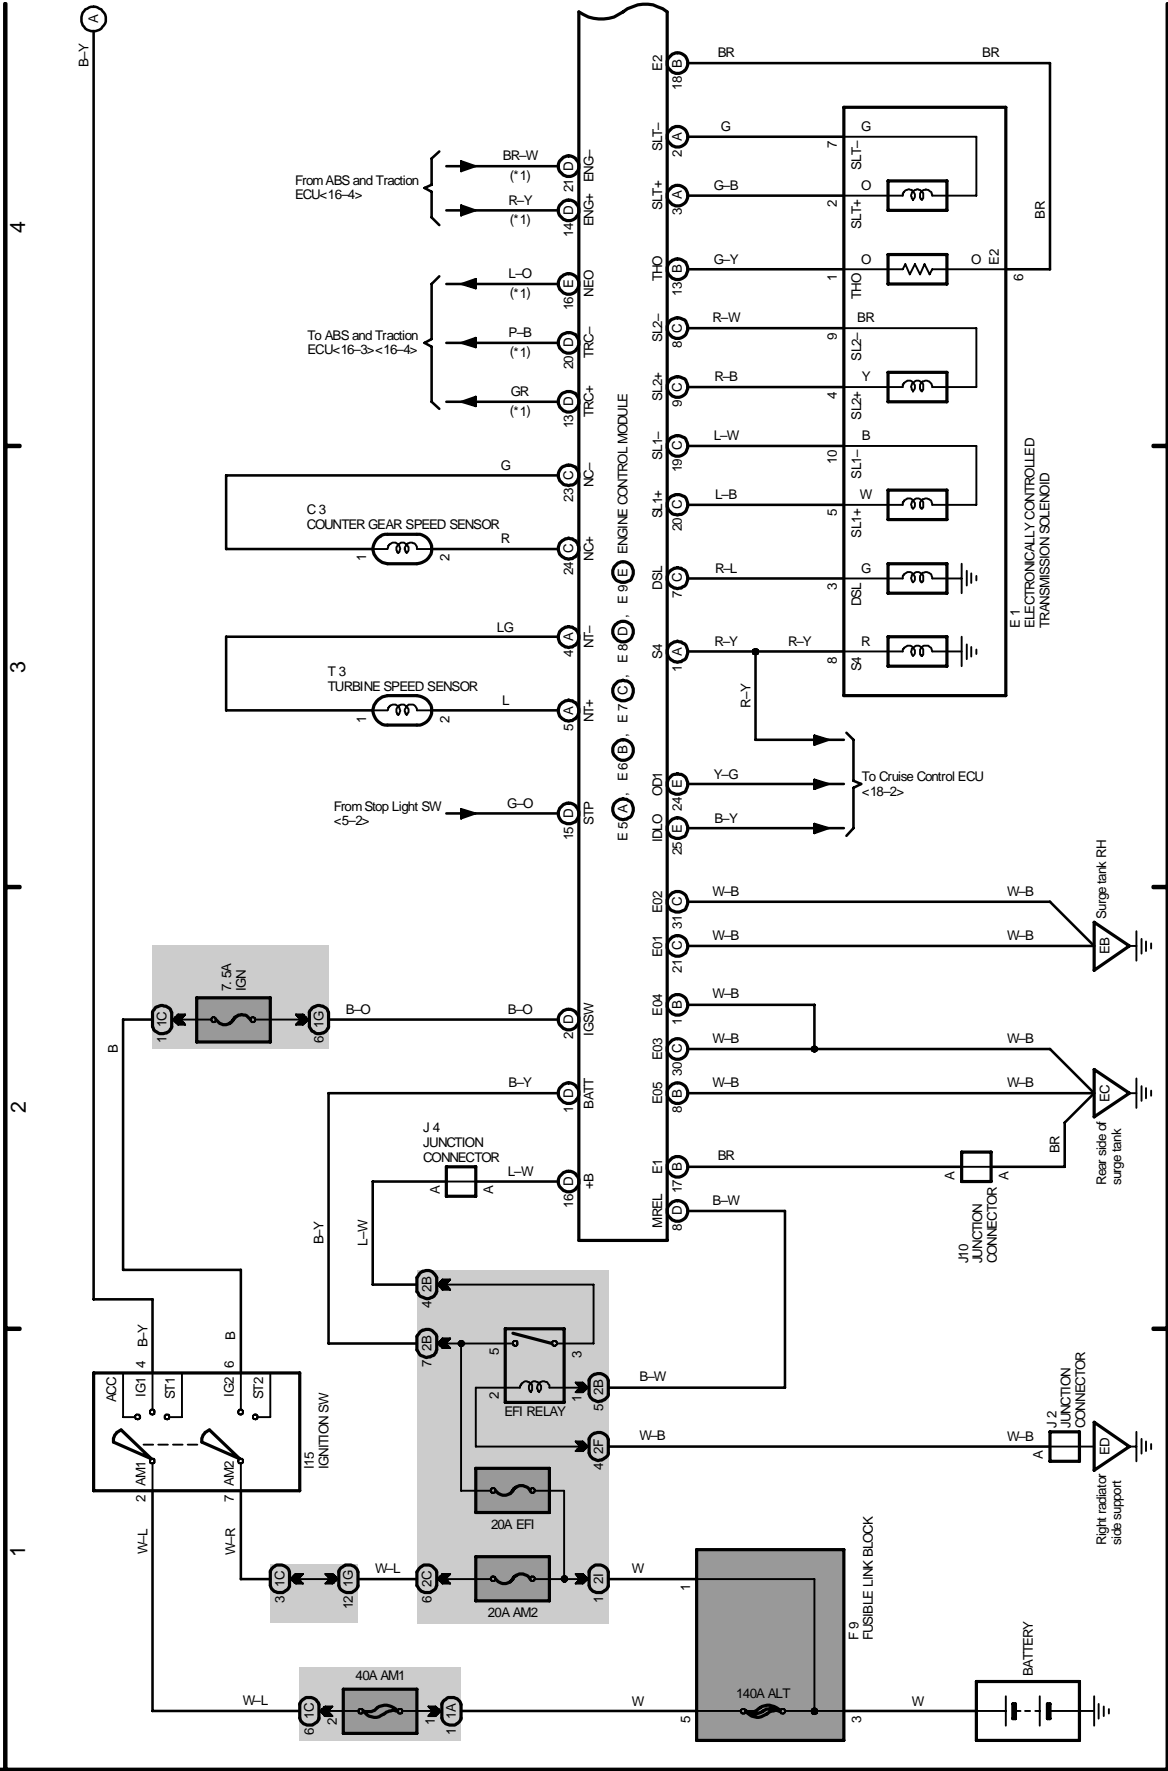 A
B–Y
4
3
2
1
From ABS and Traction
ECU<16–4>
BR–W
(*1)
21 D ENG–
R–Y
(*1)
14 D ENG+
To ABS and Traction
ECU<16–3><16–4>
L–O
(*1)
16 E NEO
P–B
(*1)
20 D TRC–
GR
(*1)
13 D TRC+
G
23 C NC–
C 3
COUNTER GEAR SPEED SENSOR
1
2
R
24 C NC+
LG
4 A NT–
T 3
TURBINE SPEED SENSOR
1
2
L
5 A NT+
From Stop Light SW
<5–2>
G–O
15 D STP
E 5 A , E 6 B , E 7 C , E 8 D , E 9 E ENGINE CONTROL MODULE
E2 18 B BR BR
BR
SLT– 2 A G 7 SLT– G
SLT+ 3 A G–B 2 SLT+ O
THO 13 B G–Y 1 THO O
O E2 6
SL2– 8 C R–W 9 SL2– BR
SL2+ 9 C R–B 4 SL2+ Y
SL1– 19 C L–W 10 SL1– B
SL1+ 20 C L–B 5 SL1+ W
DSL 7 C R–L 3 DSL G
S4 1 A R–Y R–Y 8 S4 R
R–Y
E 1
ELECTRONICALLY CONTROLLED
TRANSMISSION SOLENOID
OD1 24 E Y–G
IDLO 25 E B–Y
To Cruise Control ECU
<18–2>
E02 31 C W–B W–B
E01 21 C W–B W–B
EB
Surge tank RH
E04 1 B W–B
E03 30 C W–B W–B
E05 8 B W–B W–B
EC
Rear side of
surge tank
E1 17 B BR
A
A
BR
J10
JUNCTION
CONNECTOR
MREL 8 D B–W
B
1 1C
7. 5A
IGN
6 1G
B–O
B–O
2 D IGSW
B–Y
1 D BATT
B–Y
J 4
JUNCTION
CONNECTOR
A
A
L–W
16 D +B
L–W
4 2B
7 2B
5
3
2
1
EFI RELAY
5 2B
B–W
4 2F
W–B
W–B
A
J 2
JUNCTION
CONNECTOR
ED
Right radiator
side support
20A EFI
20A AM2
6 2C
1 2I
W
ACC
IG1 4
B–Y
ST1
IG2 6
B
ST2
AM1 2
AM2 7
I15
IGNITION SW
W–L
W–R
3 1C
12 1G
W–L
W–L
6 1C
2
40A AM1
1
1 1A
W
1
5
140A ALT
3
F 9
FUSIBLE LINK BLOCK
W
BATTERY